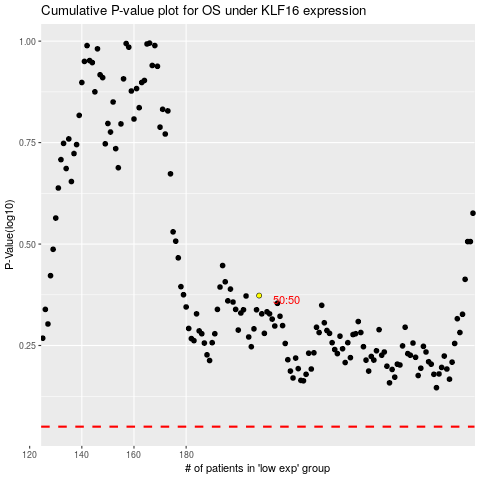 Cumulative P-value plot for OS under KLF16 expression
P-Value(log10)
1.00
0.75
0.50
0.25
50:50
120 140 160 180
# of patients in 'low exp' group